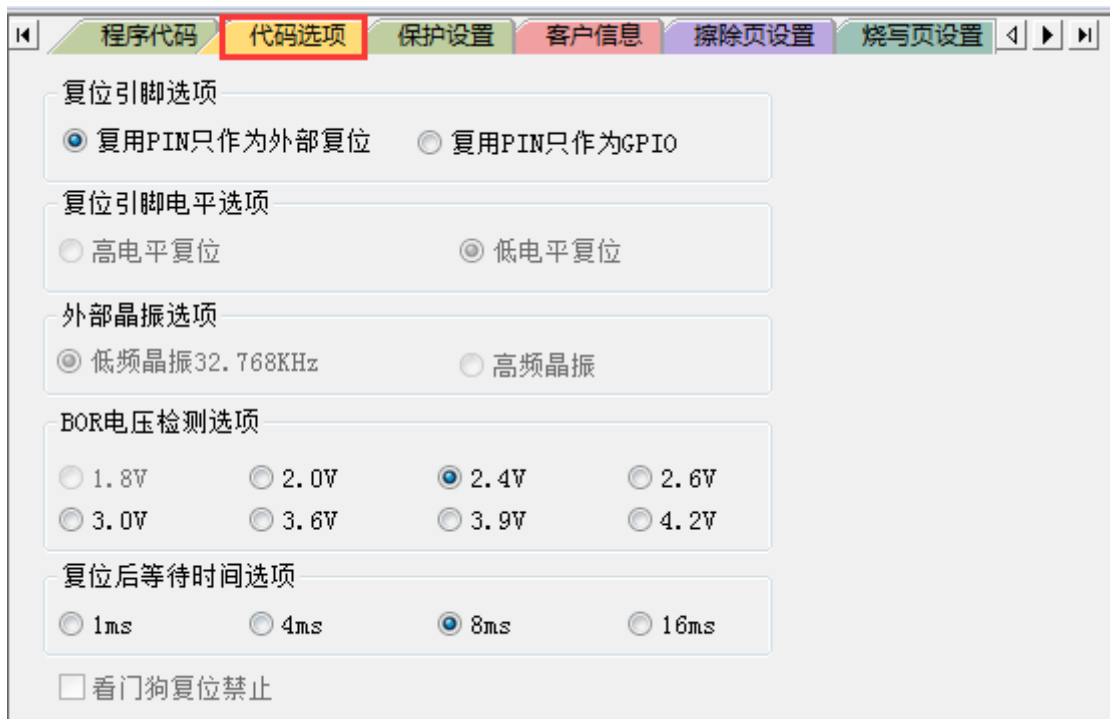 程序代码 代码选项 保护设置 客户信息 擦除页设置 烧写页设置
复位引脚选项
复用PIN只作为外部复位 复用PIN只作为GPIO
复位引脚电平选项
高电平复位 低电平复位
外部晶振选项
低频晶振32.768KHz 高频晶振
BOR电压检测选项
1.8V 2.0V 2.4V 2.6V
3.0V 3.6V 3.9V 4.2V
复位后等待时间选项
1ms 4ms 8ms 16ms
看门狗复位禁止